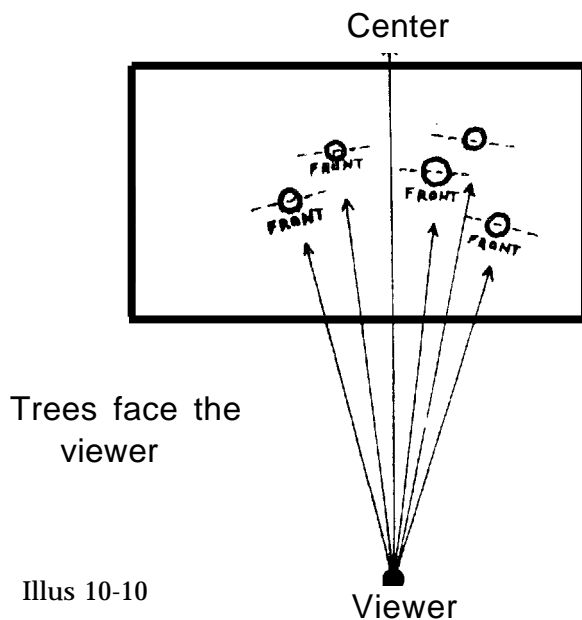 Center
FRONT
FRONT
FRONT
FRONT
Trees face the
viewer
Illus 10-10
Viewer